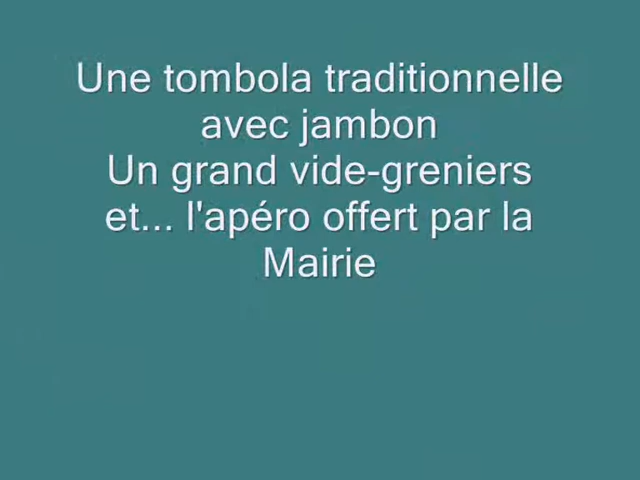 Une tombola traditionnelle
avec jambon
Un grand vide-greniers
et... l'apéro offert par la
Mairie